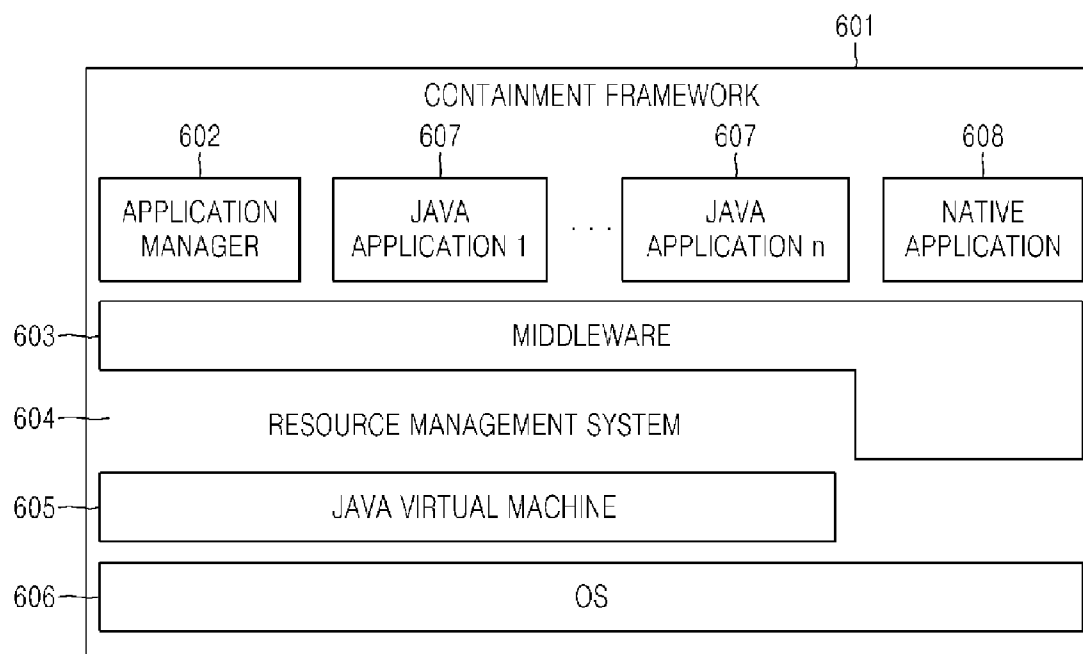 601
CONTAINMENT FRAMEWORK
602
607
607
608
APPLICATION
MANAGER
JAVA
APPLICATION 1
. . .
JAVA
APPLICATION n
NATIVE
APPLICATION
603
MIDDLEWARE
604
RESOURCE MANAGEMENT SYSTEM
605
JAVA VIRTUAL MACHINE
606
OS